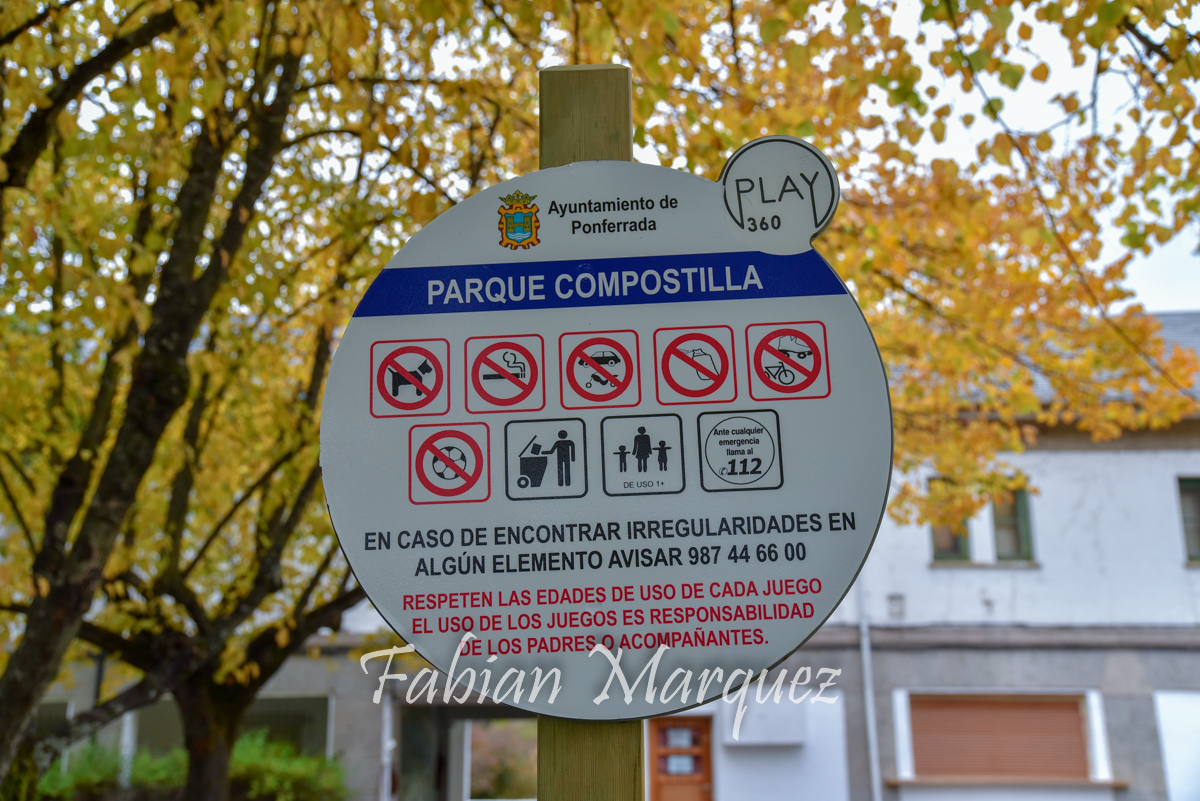 Ayuntamiento de
Ponferrada
PLAY
360
PARQUE COMPOSTILLA
DE USO 1+
Ante cualquier
emergencia
llama al
112
EN CASO DE ENCONTRAR IRREGULARIDADES EN
ALGÚN ELEMENTO AVISAR 987 44 66 00
RESPETEN LAS EDADES DE USO DE CADA JUEGO
EL USO DE LOS JUEGOS ES RESPONSABILIDAD
DE LOS PADRES O ACOMPAÑANTES.
Fabian Marquez